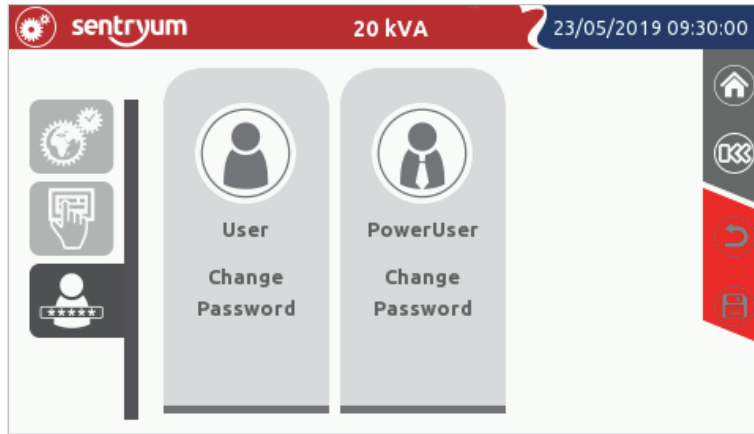 sentryum
20 kVA
23/05/2019 09:30:00
User
Change
Password
PowerUser
Change
Password
*****